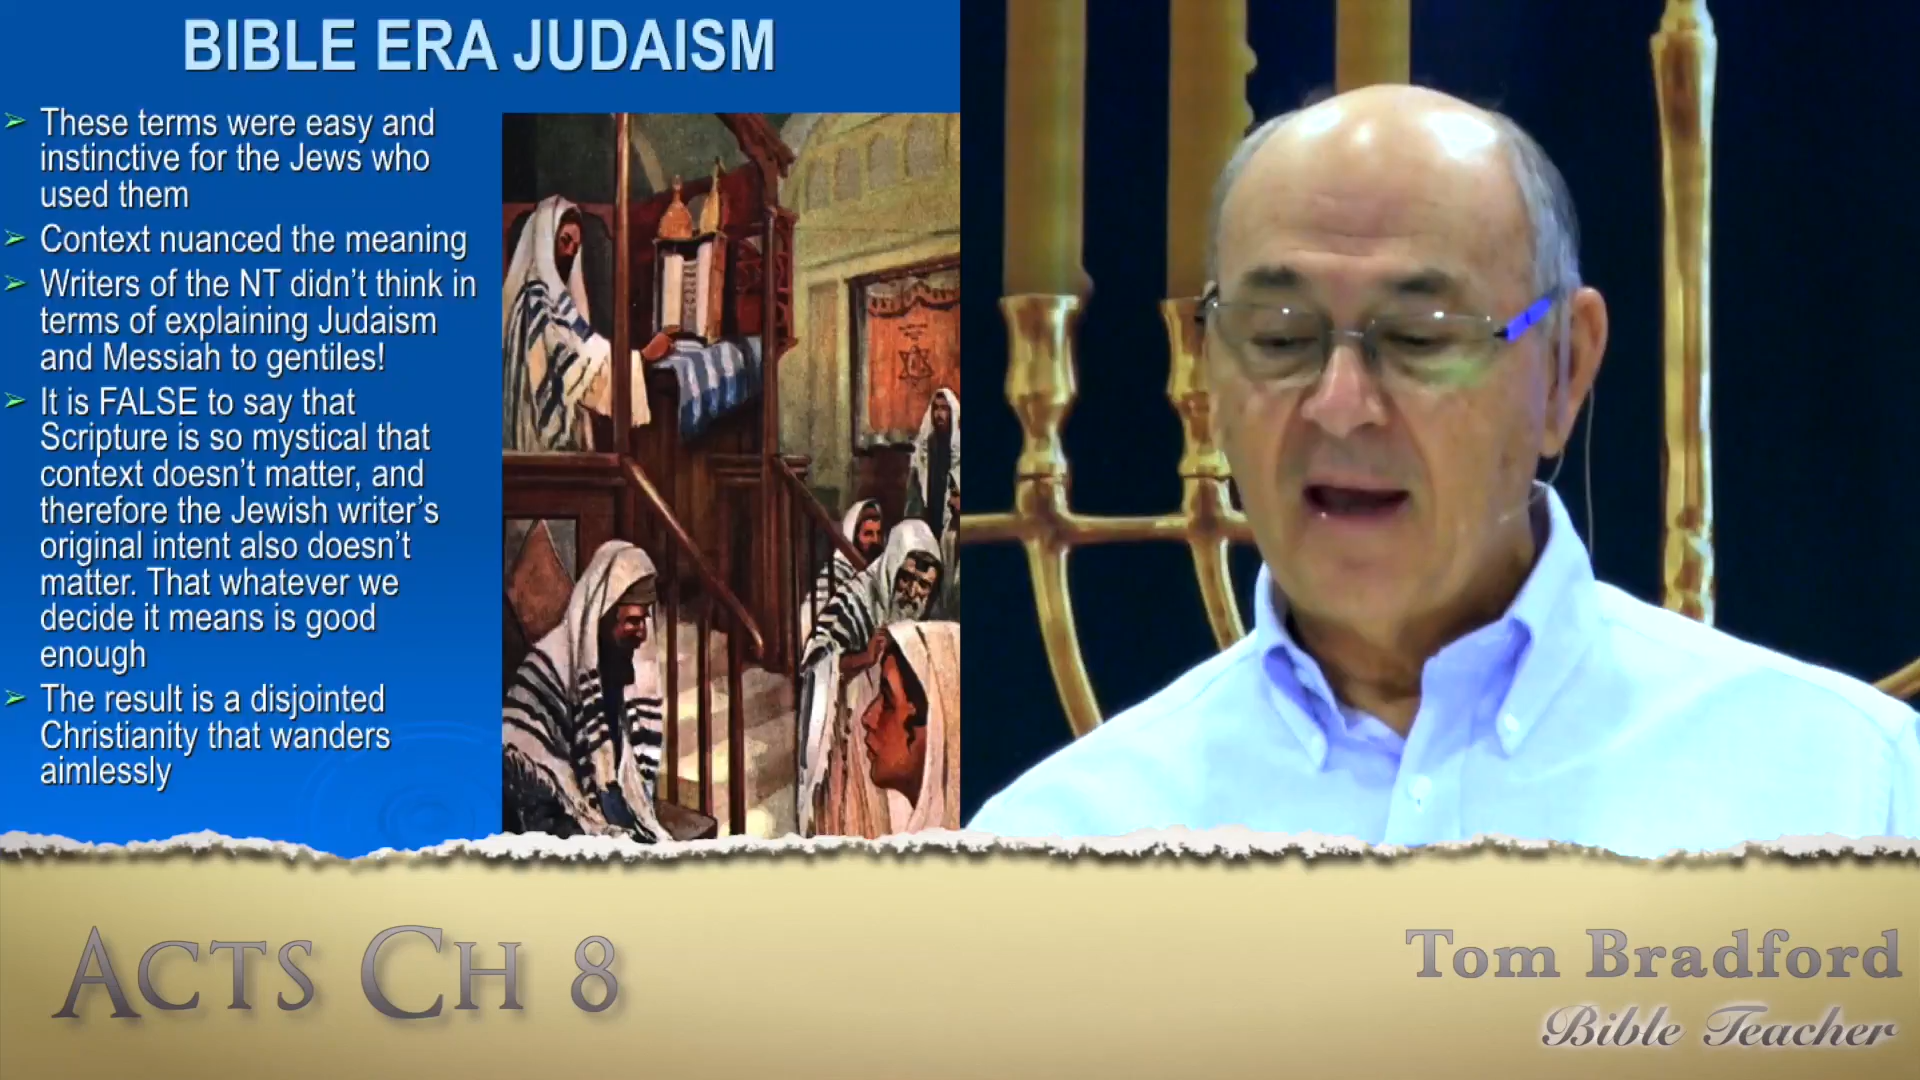 BIBLE ERA JUDAISM
➢ These terms were easy and
instinctive for the Jews who
used them
➢ Context nuanced the meaning
➢ Writers of the NT didn't think in
terms of explaining Judaism
and Messiah to gentiles!
➢ It is FALSE to say that
Scripture is so mystical that
context doesn't matter, and
therefore the Jewish writer's
original intent also doesn't
matter. That whatever we
decide it means is good
enough
➢ The result is a disjointed
Christianity that wanders
aimlessly
ACTS CH 8
Tom Bradford
Bible Teacher